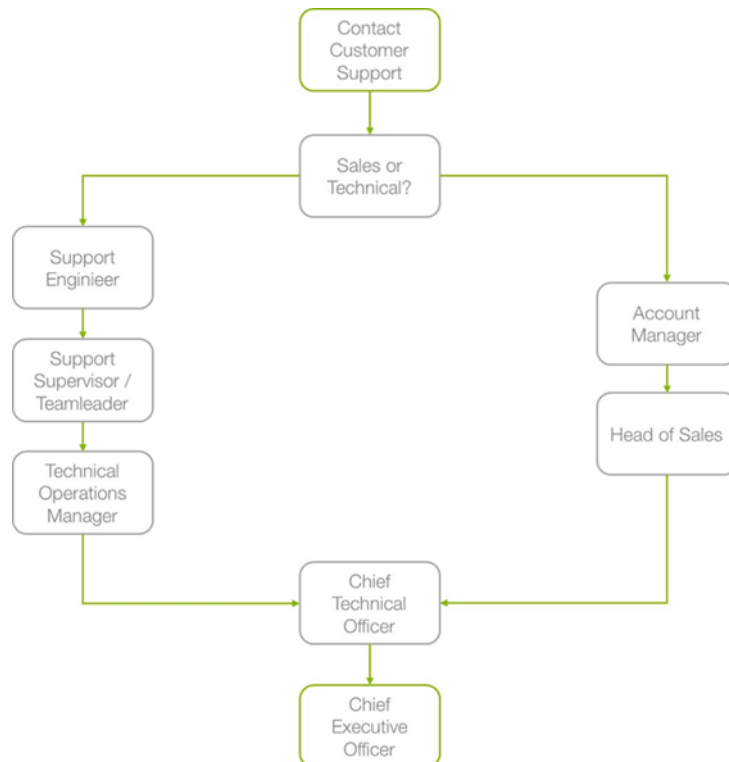 Contact
Customer
Support
Sales or
Technical?
Support
Enginieer
Support
Supervisor /
Teamleader
Technical
Operations
Manager
Account
Manager
Head of Sales
Chief
Technical
Officer
Chief
Executive
Officer